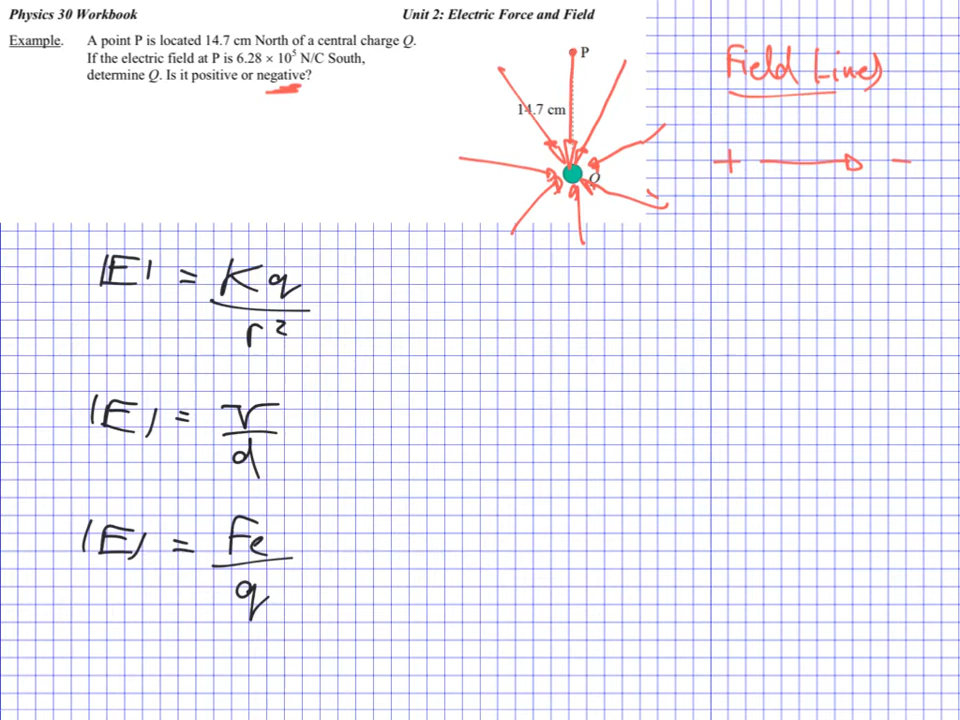 Physics 30 Workbook Unit 2: Electric Force and Field
Example. A point P is located 14.7 cm North of a central charge Q.
If the electric field at P is 6.28 × 10⁵ N/C South,
determine Q. Is it positive or negative?
P
14.7 cm
Q
Field Lines
+ → -
|E| = Kq / r²
|E| = V / d
|E| = Fe / q